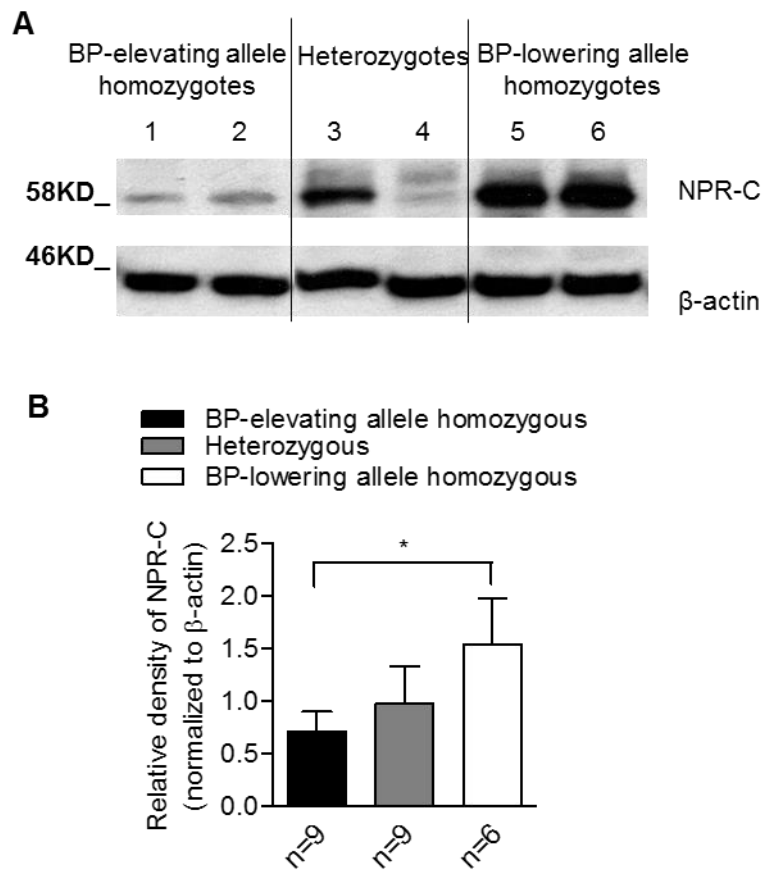 A
BP-elevating allele
homozygotes
Heterozygotes
BP-lowering allele
homozygotes
1 2 3 4 5 6
58KD_
NPR-C
46KD_
β-actin
B
BP-elevating allele homozygous
Heterozygous
BP-lowering allele homozygous
Relative density of NPR-C
(normalized to β-actin)
2.5
2.0
1.5
1.0
0.5
0.0
*
n=9
n=9
n=6